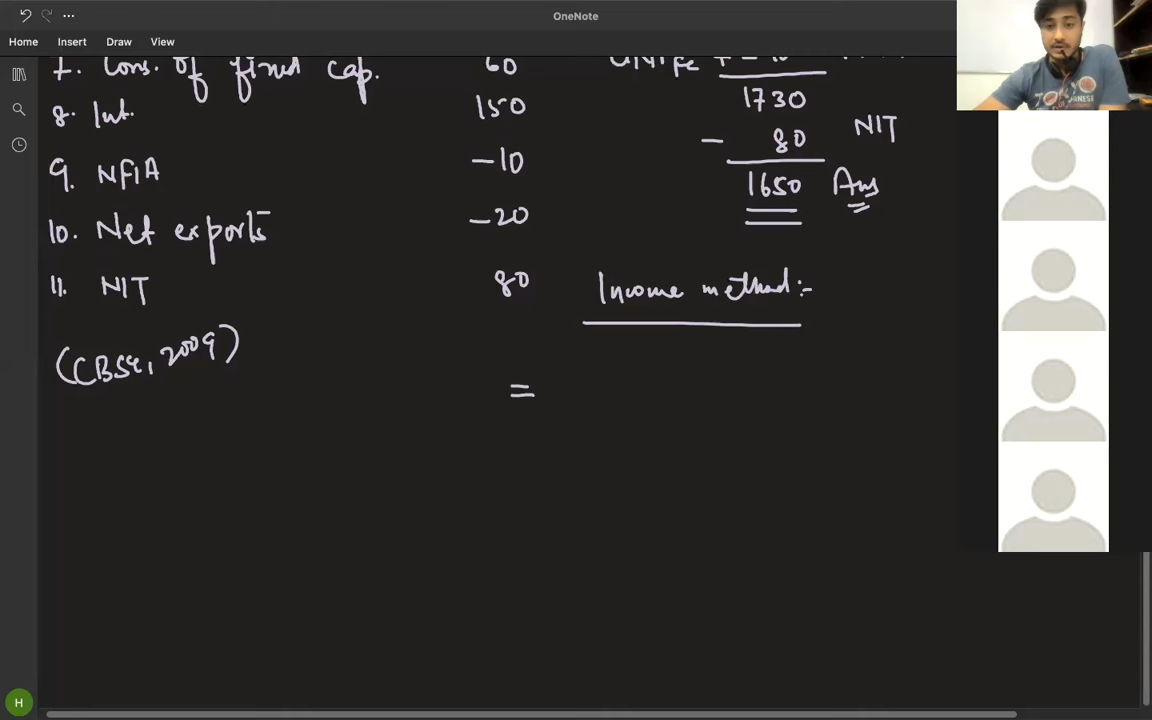 OneNote
Home Insert Draw View
7. Cons. of fixed cap. 60
8. Int. 150
9. NFIA -10
10. Net exports -20
11. NIT 80
(CBSE, 2009)
1730
- 80 NIT
1650 Ans
Income method :-
=
H